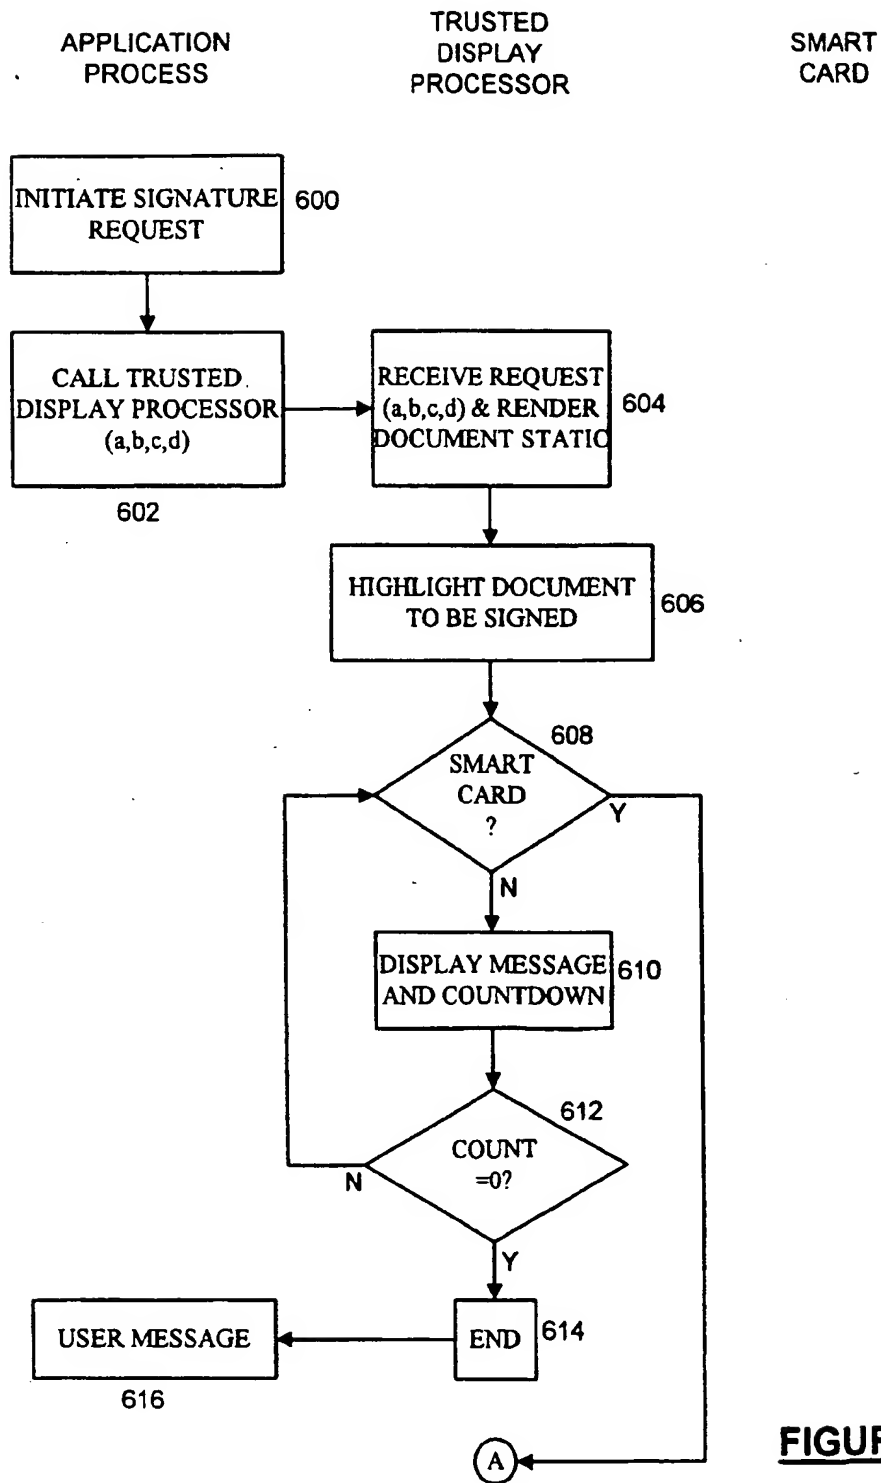 APPLICATION
PROCESS
TRUSTED
DISPLAY
PROCESSOR
SMART
CARD
INITIATE SIGNATURE
REQUEST
600
CALL TRUSTED
DISPLAY PROCESSOR
(a,b,c,d)
602
RECEIVE REQUEST
(a,b,c,d) & RENDER
DOCUMENT STATIC
604
HIGHLIGHT DOCUMENT
TO BE SIGNED
606
608
SMART
CARD
?
Y
N
DISPLAY MESSAGE
AND COUNTDOWN
610
612
COUNT
=0?
N
Y
USER MESSAGE
616
END
614
A